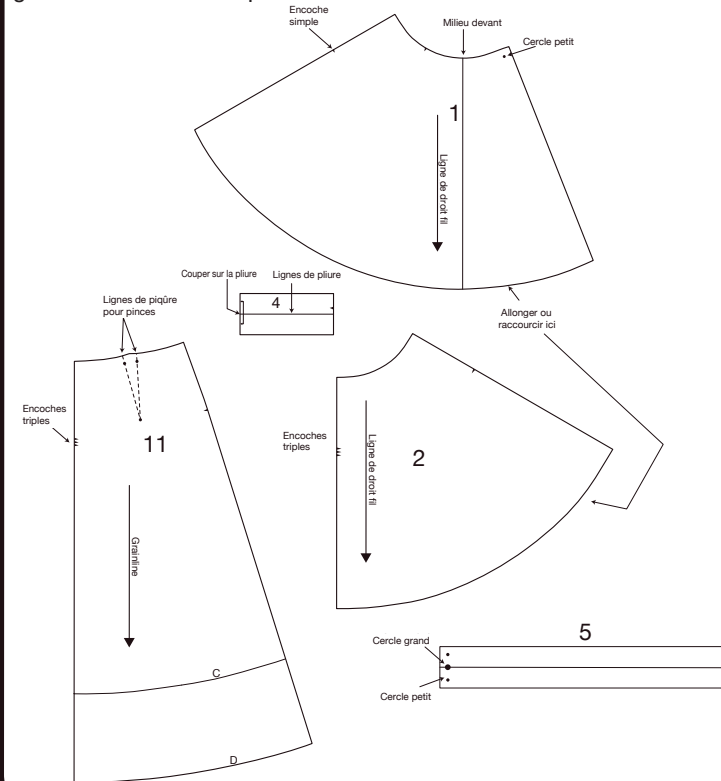 Encoche
simple
Milieu devant
Cercle petit
1
Ligne de droit fil
Couper sur la pliure
Lignes de pliure
4
Allonger ou
raccourcir ici
Lignes de piqûre
pour pinces
Encoches
triples
11
Grainline
C
D
Encoches
triples
2
Ligne de droit fil
5
Cercle grand
Cercle petit